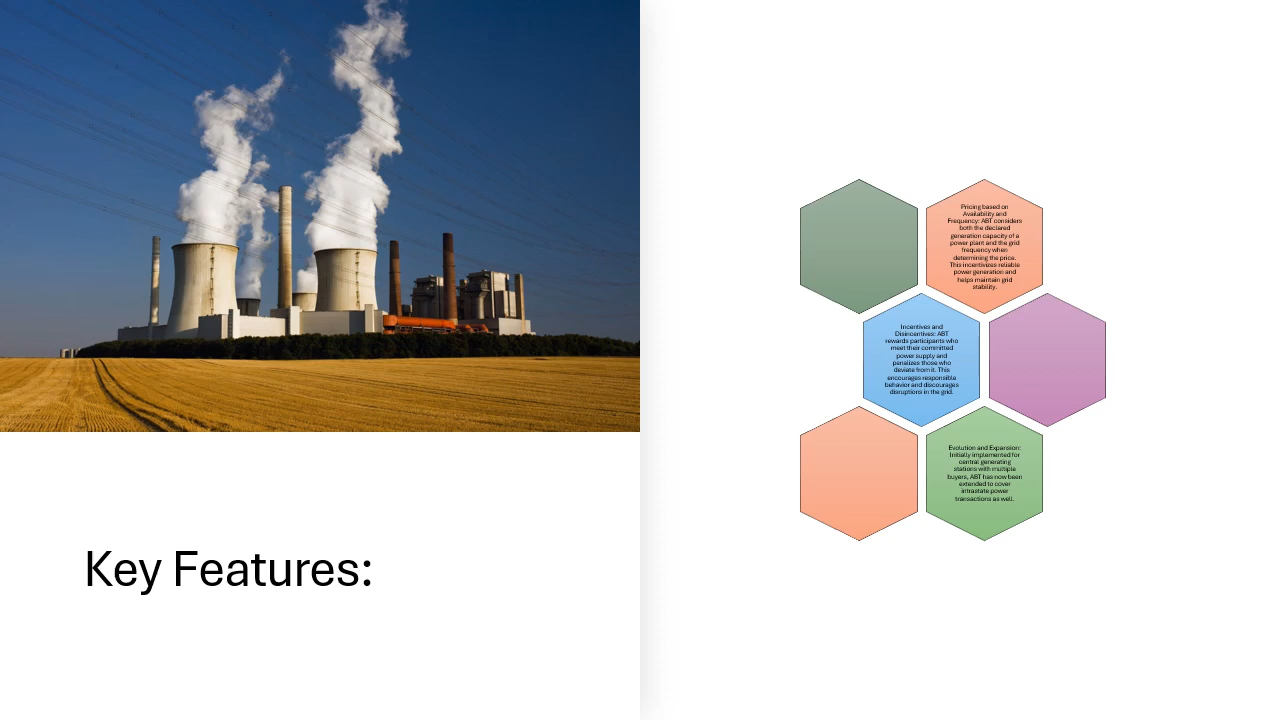 Key Features:
Pricing based on
Availability and
Frequency: ABT considers
both the declared
generation capacity of a
power plant and the grid
frequency when
determining the price.
This incentivizes reliable
power generation and
helps maintain grid
stability.
Incentives and
Disincentives: ABT
rewards participants who
meet their committed
power supply and
penalizes those who
deviate from it. This
encourages responsible
behavior and discourages
disruptions in the grid.
Evolution and Expansion:
Initially implemented for
central generating
stations with multiple
buyers, ABT has now been
extended to cover
intrastate power
transactions as well.